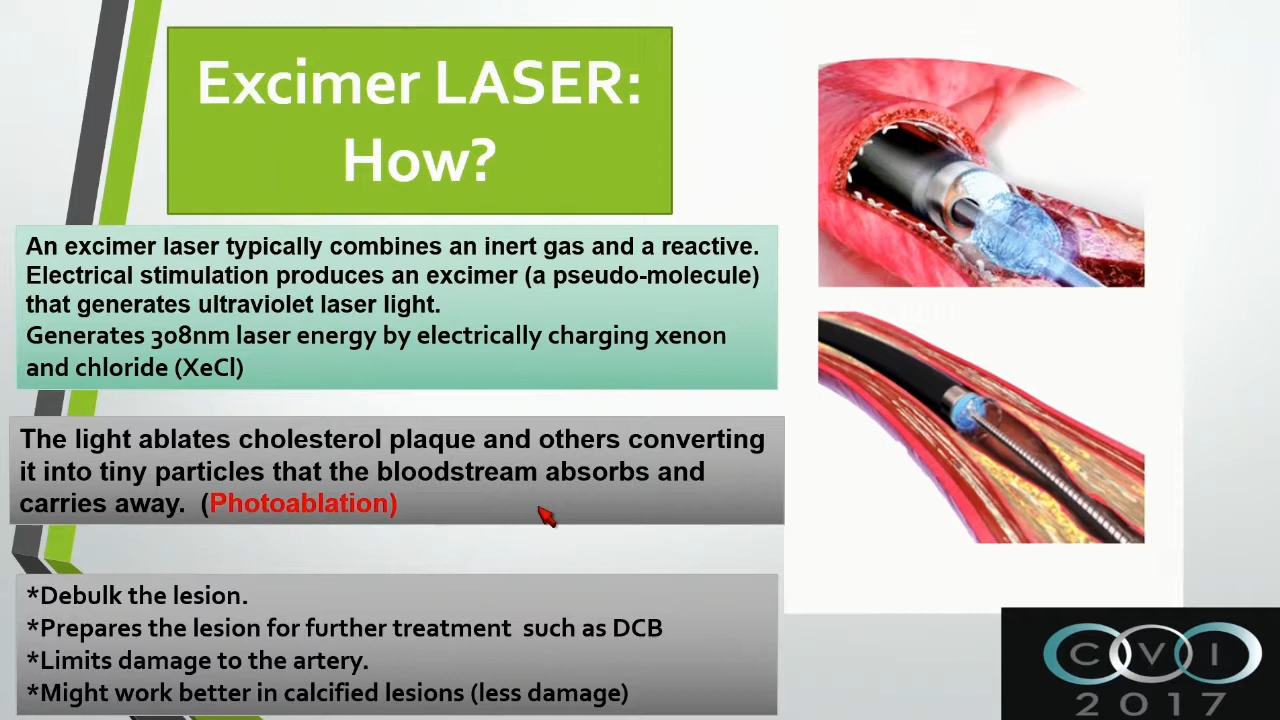 Excimer LASER:
How?
An excimer laser typically combines an inert gas and a reactive.
Electrical stimulation produces an excimer (a pseudo-molecule)
that generates ultraviolet laser light.
Generates 308nm laser energy by electrically charging xenon
and chloride (XeCl)
The light ablates cholesterol plaque and others converting
it into tiny particles that the bloodstream absorbs and
carries away. (Photoablation)
*Debulk the lesion.
*Prepares the lesion for further treatment such as DCB
*Limits damage to the artery.
*Might work better in calcified lesions (less damage)
CVI
2017